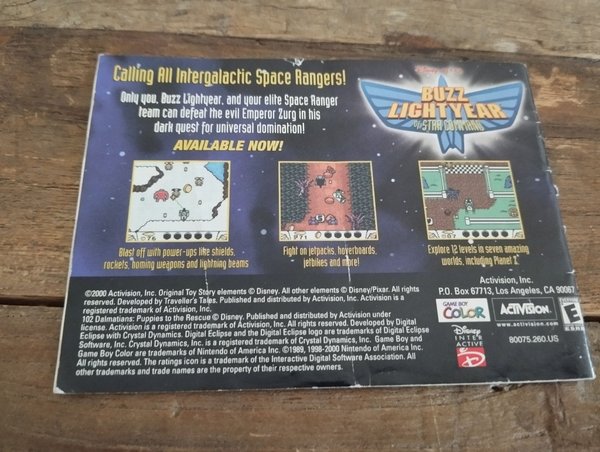 Calling All Intergalactic Space Rangers!
Only you, Buzz Lightyear, and your elite Space Ranger
team can defeat the evil Emperor Zurg in his
dark quest for universal domination!
AVAILABLE NOW!
BUZZ
LIGHTYEAR
OF STAR COMMAND
Blast off with power-ups like shields,
rockets, homing weapons and lightning beams
Fight on jetpacks, hoverboards,
jetbikes and more!
Explore 12 levels in seven amazing
worlds, including Planet Z.
©2000 Activision, Inc. Original Toy Story elements © Disney. All other elements © Disney/Pixar. All rights
reserved. Developed by Traveller's Tales. Published and distributed by Activision, Inc. Activision is a
registered trademark of Activision, Inc.
102 Dalmatians: Puppies to the Rescue © Disney. Published and distributed by Activision under
license. Activision is a registered trademark of Activision, Inc. All rights reserved. Developed by Digital
Eclipse with Crystal Dynamics. Digital Eclipse and the Digital Eclipse logo are trademarks of Digital Eclipse
Software, Inc. Crystal Dynamics, Inc. is a registered trademark of Crystal Dynamics, Inc. Game Boy and
Game Boy Color are trademarks of Nintendo of America Inc. ©1989, 1998-2000 Nintendo of America Inc.
All rights reserved. The ratings icon is a trademark of the Interactive Digital Software Association. All
other trademarks and trade names are the property of their respective owners.
Activision, Inc.
P.O. Box 67713, Los Angeles, CA 90067
GAME BOY
COLOR
ACTIVISION.
www.activision.com
EVERYONE
E
Disney
INTER
ACTIVE
80075.260.US